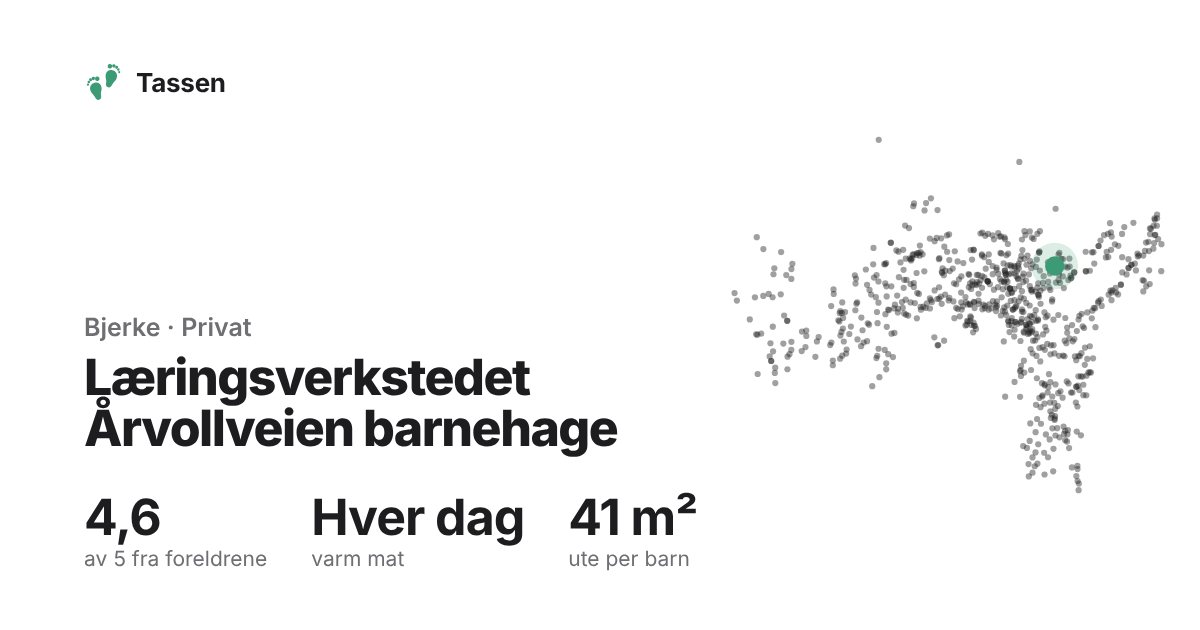 Tassen
Bjerke · Privat
Læringsverkstedet
Årvollveien barnehage
4,6
av 5 fra foreldrene
Hver dag
varm mat
41 m²
ute per barn